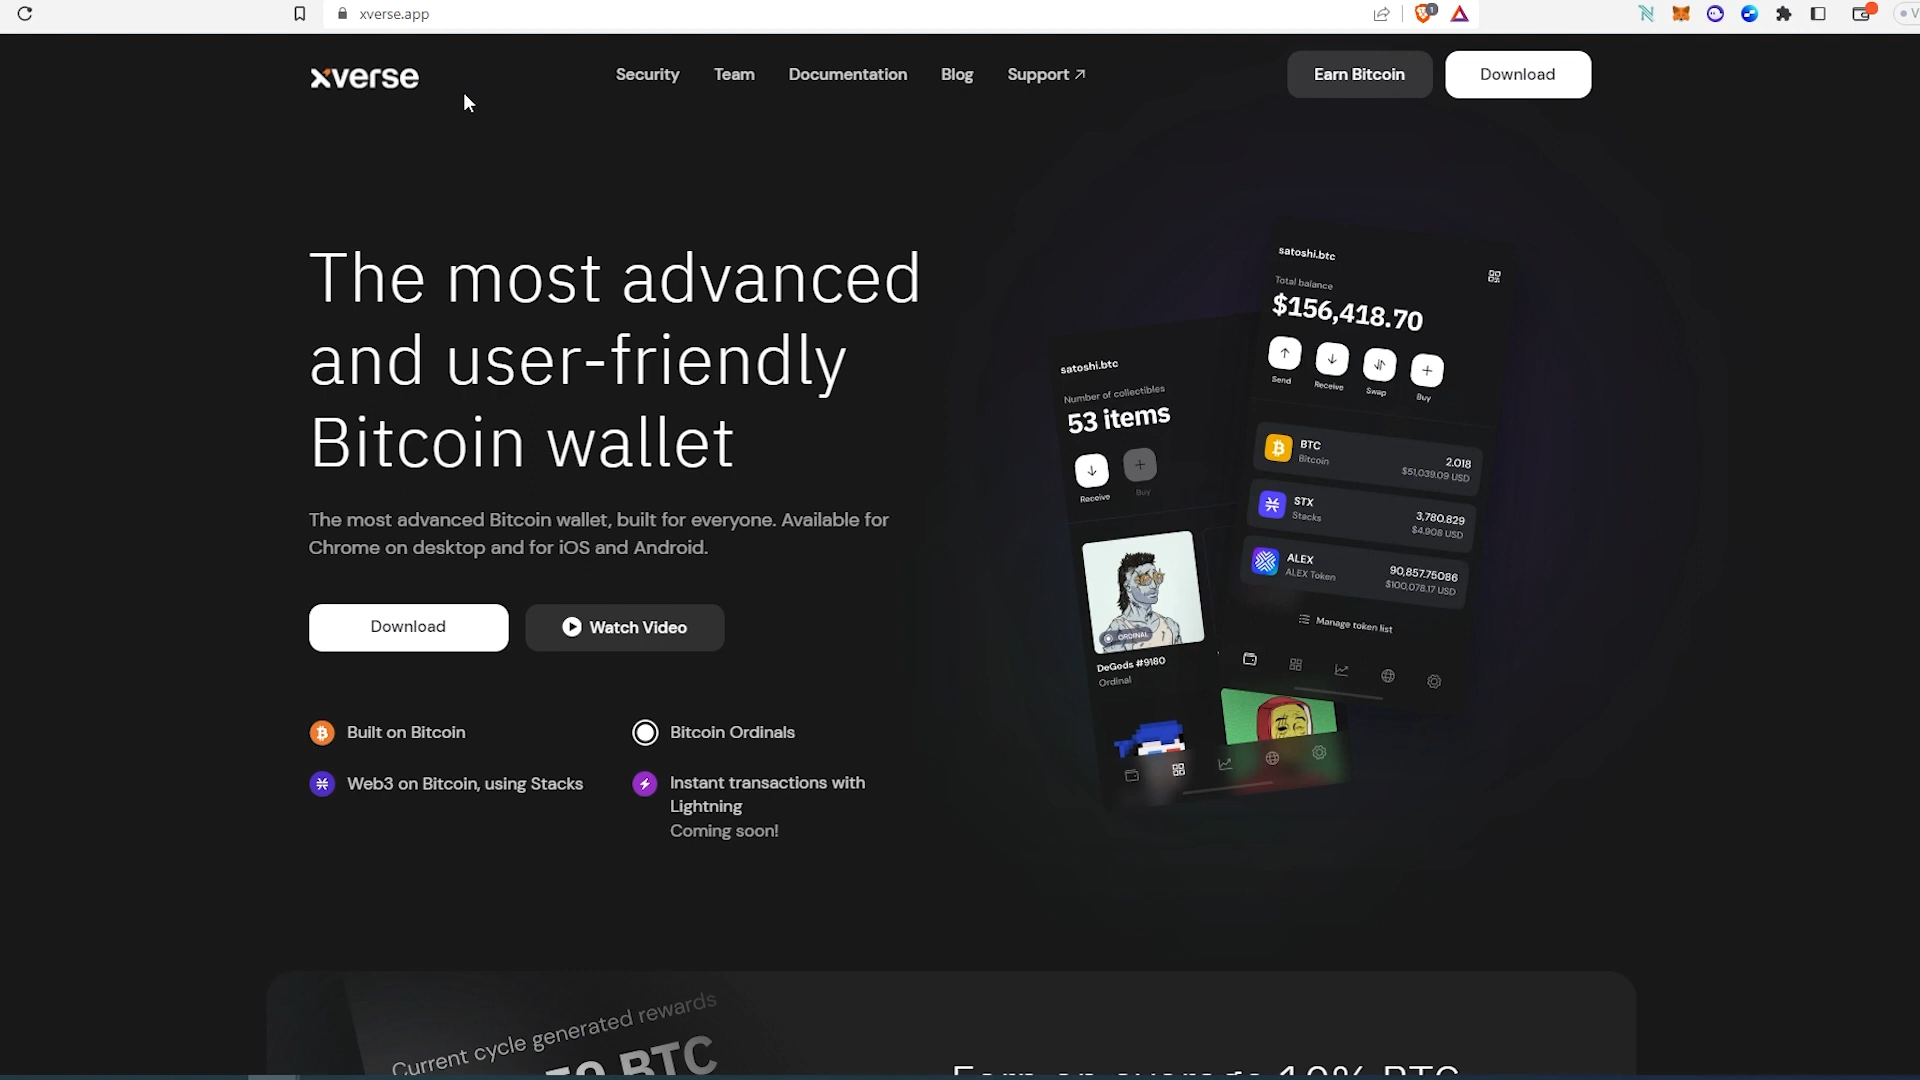 xverse.app
1
V
xverse
Security
Team
Documentation
Blog
Support
Earn Bitcoin
Download
The most advanced
and user-friendly
Bitcoin wallet
The most advanced Bitcoin wallet, built for everyone. Available for
Chrome on desktop and for iOS and Android.
Download
Watch Video
Built on Bitcoin
Bitcoin Ordinals
Web3 on Bitcoin, using Stacks
Instant transactions with
Lightning
Coming soon!
satoshi.btc
Number of collectibles
53 items
Receive
Buy
ORDINAL
DeGods #9180
Ordinal
satoshi.btc
Total balance
$156,418.70
Send
Receive
Swap
Buy
BTC
Bitcoin
2.018
$51,039.09 USD
STX
Stacks
3,780.829
$4.908 USD
ALEX
ALEX Token
90,857.75086
$100,078.17 USD
Manage token list
Current cycle generated rewards
BTC
Earn on average 10% BTC